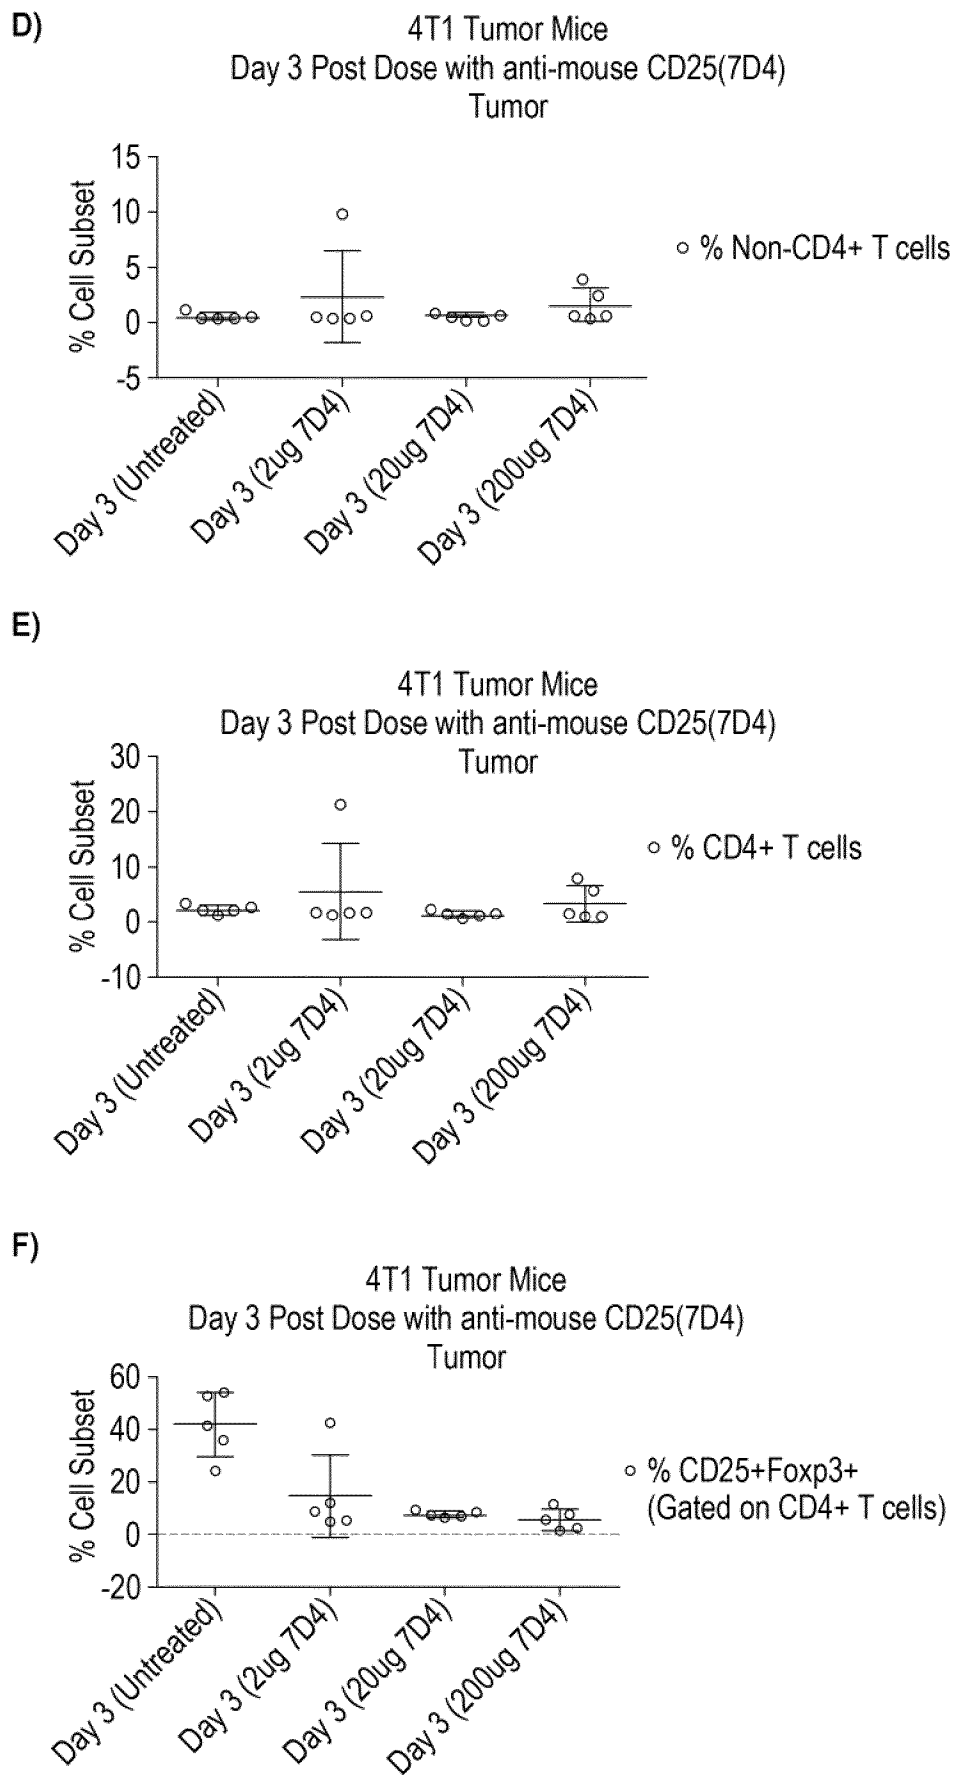 D)
4T1 Tumor Mice
Day 3 Post Dose with anti-mouse CD25(7D4)
Tumor
% Cell Subset
15
10
5
0
-5
% Non-CD4+ T cells
Day 3 (Untreated)
Day 3 (2ug 7D4)
Day 3 (20ug 7D4)
Day 3 (200ug 7D4)
E)
4T1 Tumor Mice
Day 3 Post Dose with anti-mouse CD25(7D4)
Tumor
% Cell Subset
30
20
10
0
-10
% CD4+ T cells
Day 3 (Untreated)
Day 3 (2ug 7D4)
Day 3 (20ug 7D4)
Day 3 (200ug 7D4)
F)
4T1 Tumor Mice
Day 3 Post Dose with anti-mouse CD25(7D4)
Tumor
% Cell Subset
60
40
20
0
-20
% CD25+Foxp3+
(Gated on CD4+ T cells)
Day 3 (Untreated)
Day 3 (2ug 7D4)
Day 3 (20ug 7D4)
Day 3 (200ug 7D4)